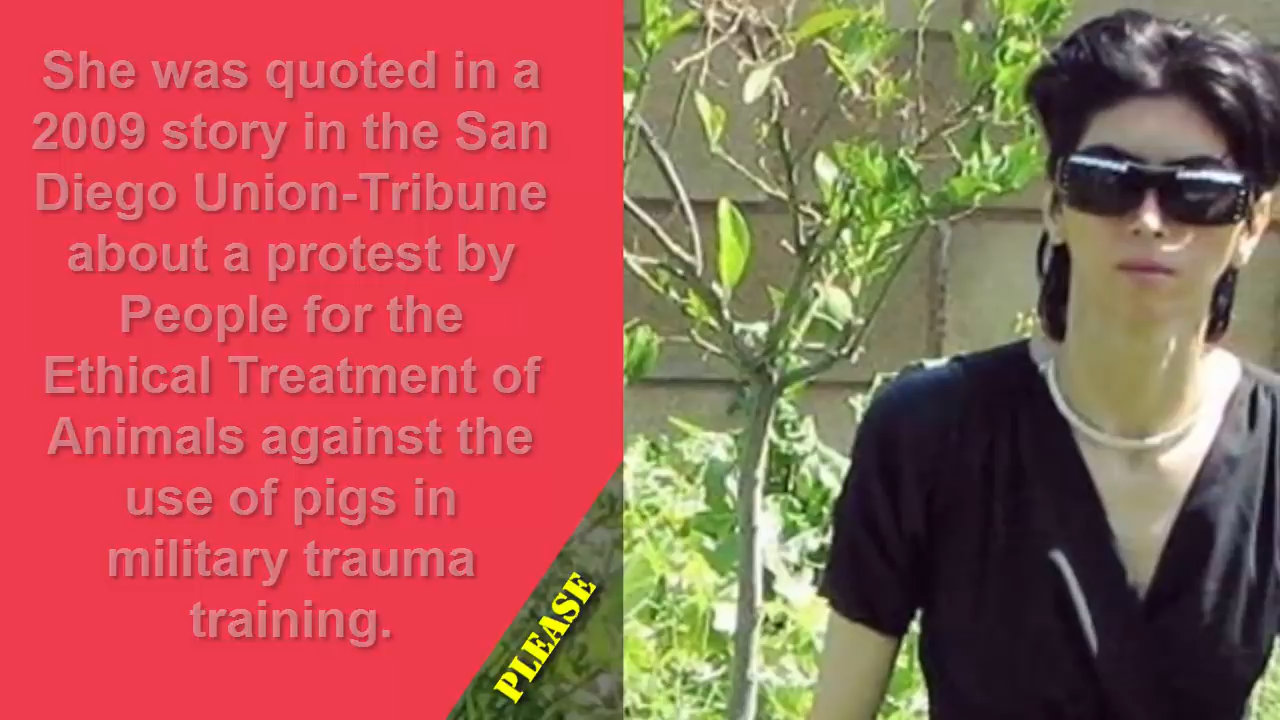 She was quoted in a
2009 story in the San
Diego Union-Tribune
about a protest by
People for the
Ethical Treatment of
Animals against the
use of pigs in
military trauma
training.
PLEASE